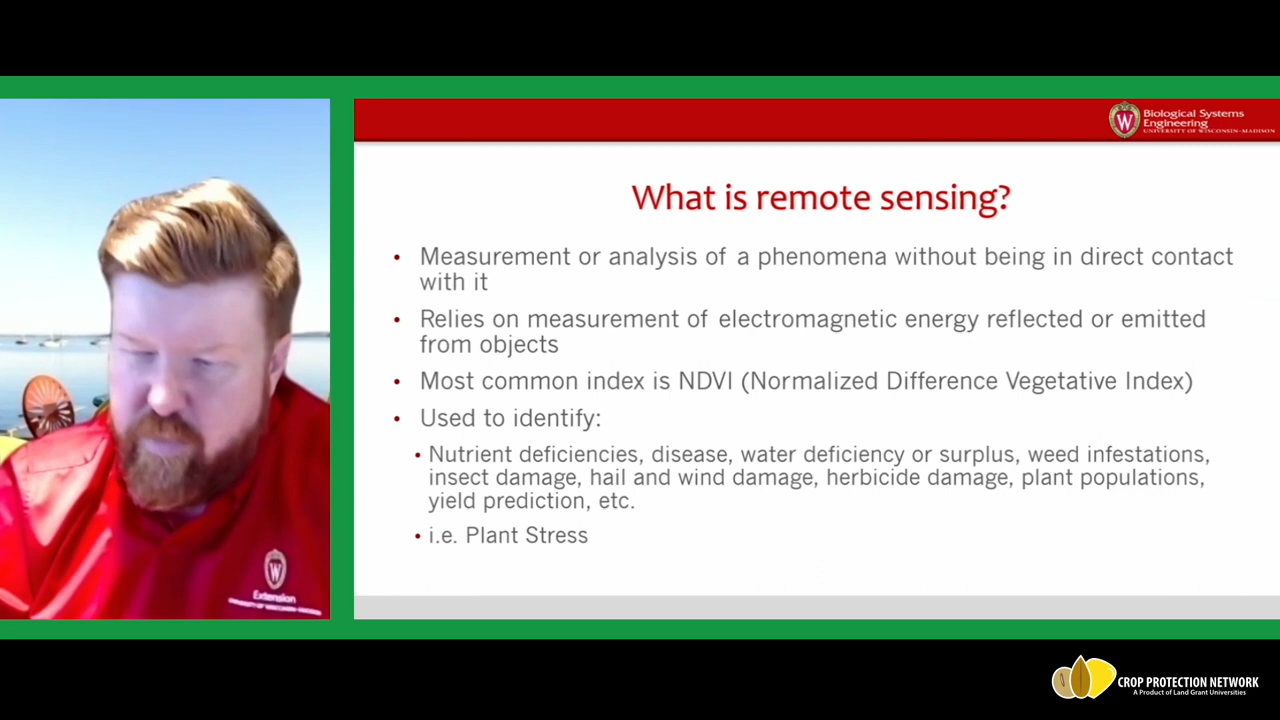 Biological Systems
Engineering
UNIVERSITY OF WISCONSIN-MADISON
What is remote sensing?
• Measurement or analysis of a phenomena without being in direct contact
with it
• Relies on measurement of electromagnetic energy reflected or emitted
from objects
• Most common index is NDVI (Normalized Difference Vegetative Index)
• Used to identify:
• Nutrient deficiencies, disease, water deficiency or surplus, weed infestations,
insect damage, hail and wind damage, herbicide damage, plant populations,
yield prediction, etc.
• i.e. Plant Stress
W
Extension
UNIVERSITY OF WISCONSIN-MADISON
CROP PROTECTION NETWORK
A Product of Land Grant Universities